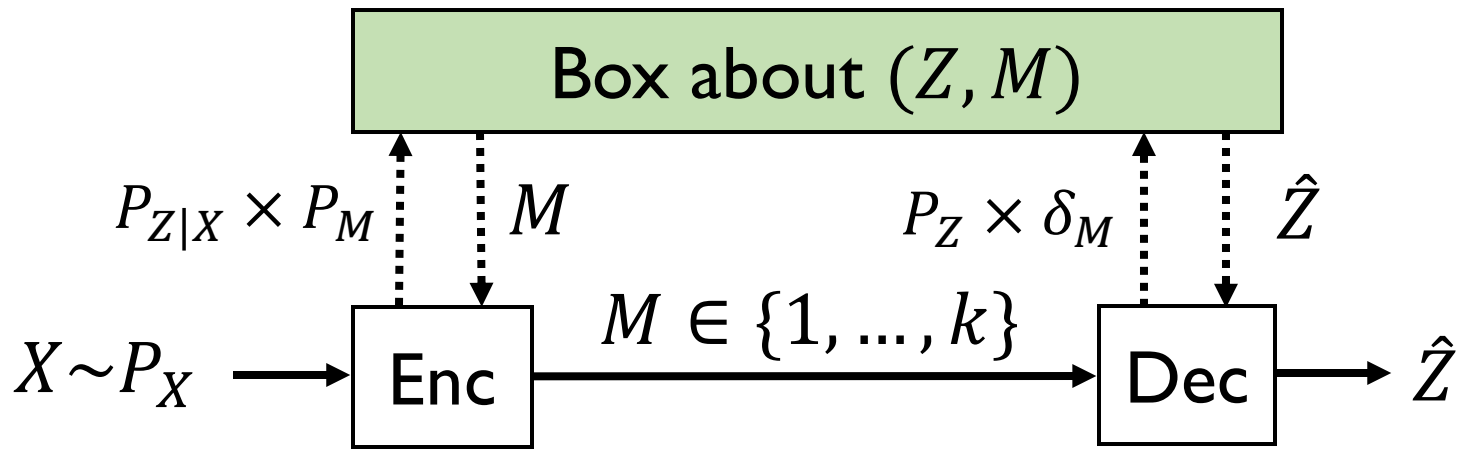 Box about (Z, M)
P_{Z|X} × P_M
M
P_Z × δ_M
Ẑ
X~P_X
Enc
M ∈ {1, … , k}
Dec
Ẑ